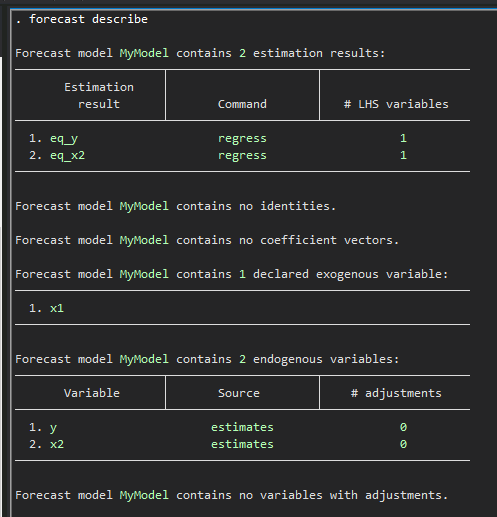 . forecast describe
Forecast model MyModel contains 2 estimation results:
Estimation
result Command # LHS variables
1. eq_y regress 1
2. eq_x2 regress 1
Forecast model MyModel contains no identities.
Forecast model MyModel contains no coefficient vectors.
Forecast model MyModel contains 1 declared exogenous variable:
1. x1
Forecast model MyModel contains 2 endogenous variables:
Variable Source # adjustments
1. y estimates 0
2. x2 estimates 0
Forecast model MyModel contains no variables with adjustments.